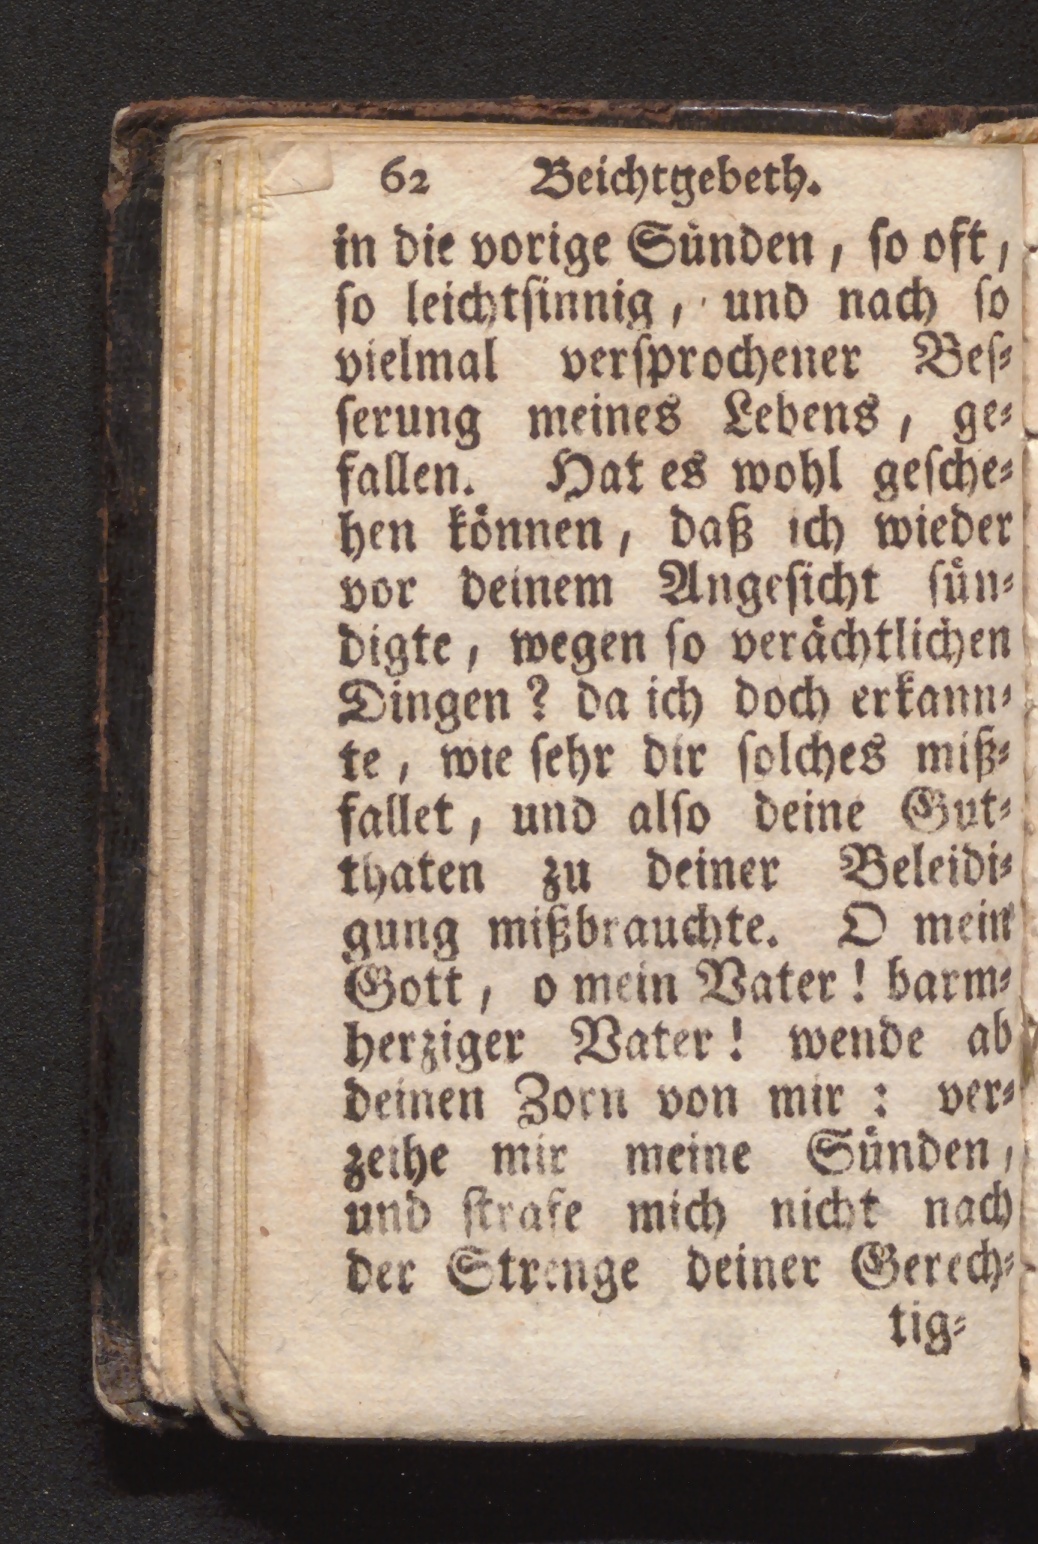 62 Beichtgebeth.
in die vorige Sünden, so oft,
so leichtsinnig, und nach so
vielmal versprochener Bes-
serung meines Lebens, ge-
fallen. Hat es wohl gesche-
hen können, daß ich wieder
vor deinem Angesicht sün-
digte, wegen so verächtlichen
Dingen? da ich doch erkann-
te, wie sehr dir solches miß-
fallet, und also deine Gut-
thaten zu deiner Beleidi-
gung mißbrauchte. O mein
Gott, o mein Vater! barm-
herziger Vater! wende ab
deinen Zorn von mir: ver-
zeihe mir meine Sünden,
und strafe mich nicht nach
der Strenge deiner Gerech-
tig-